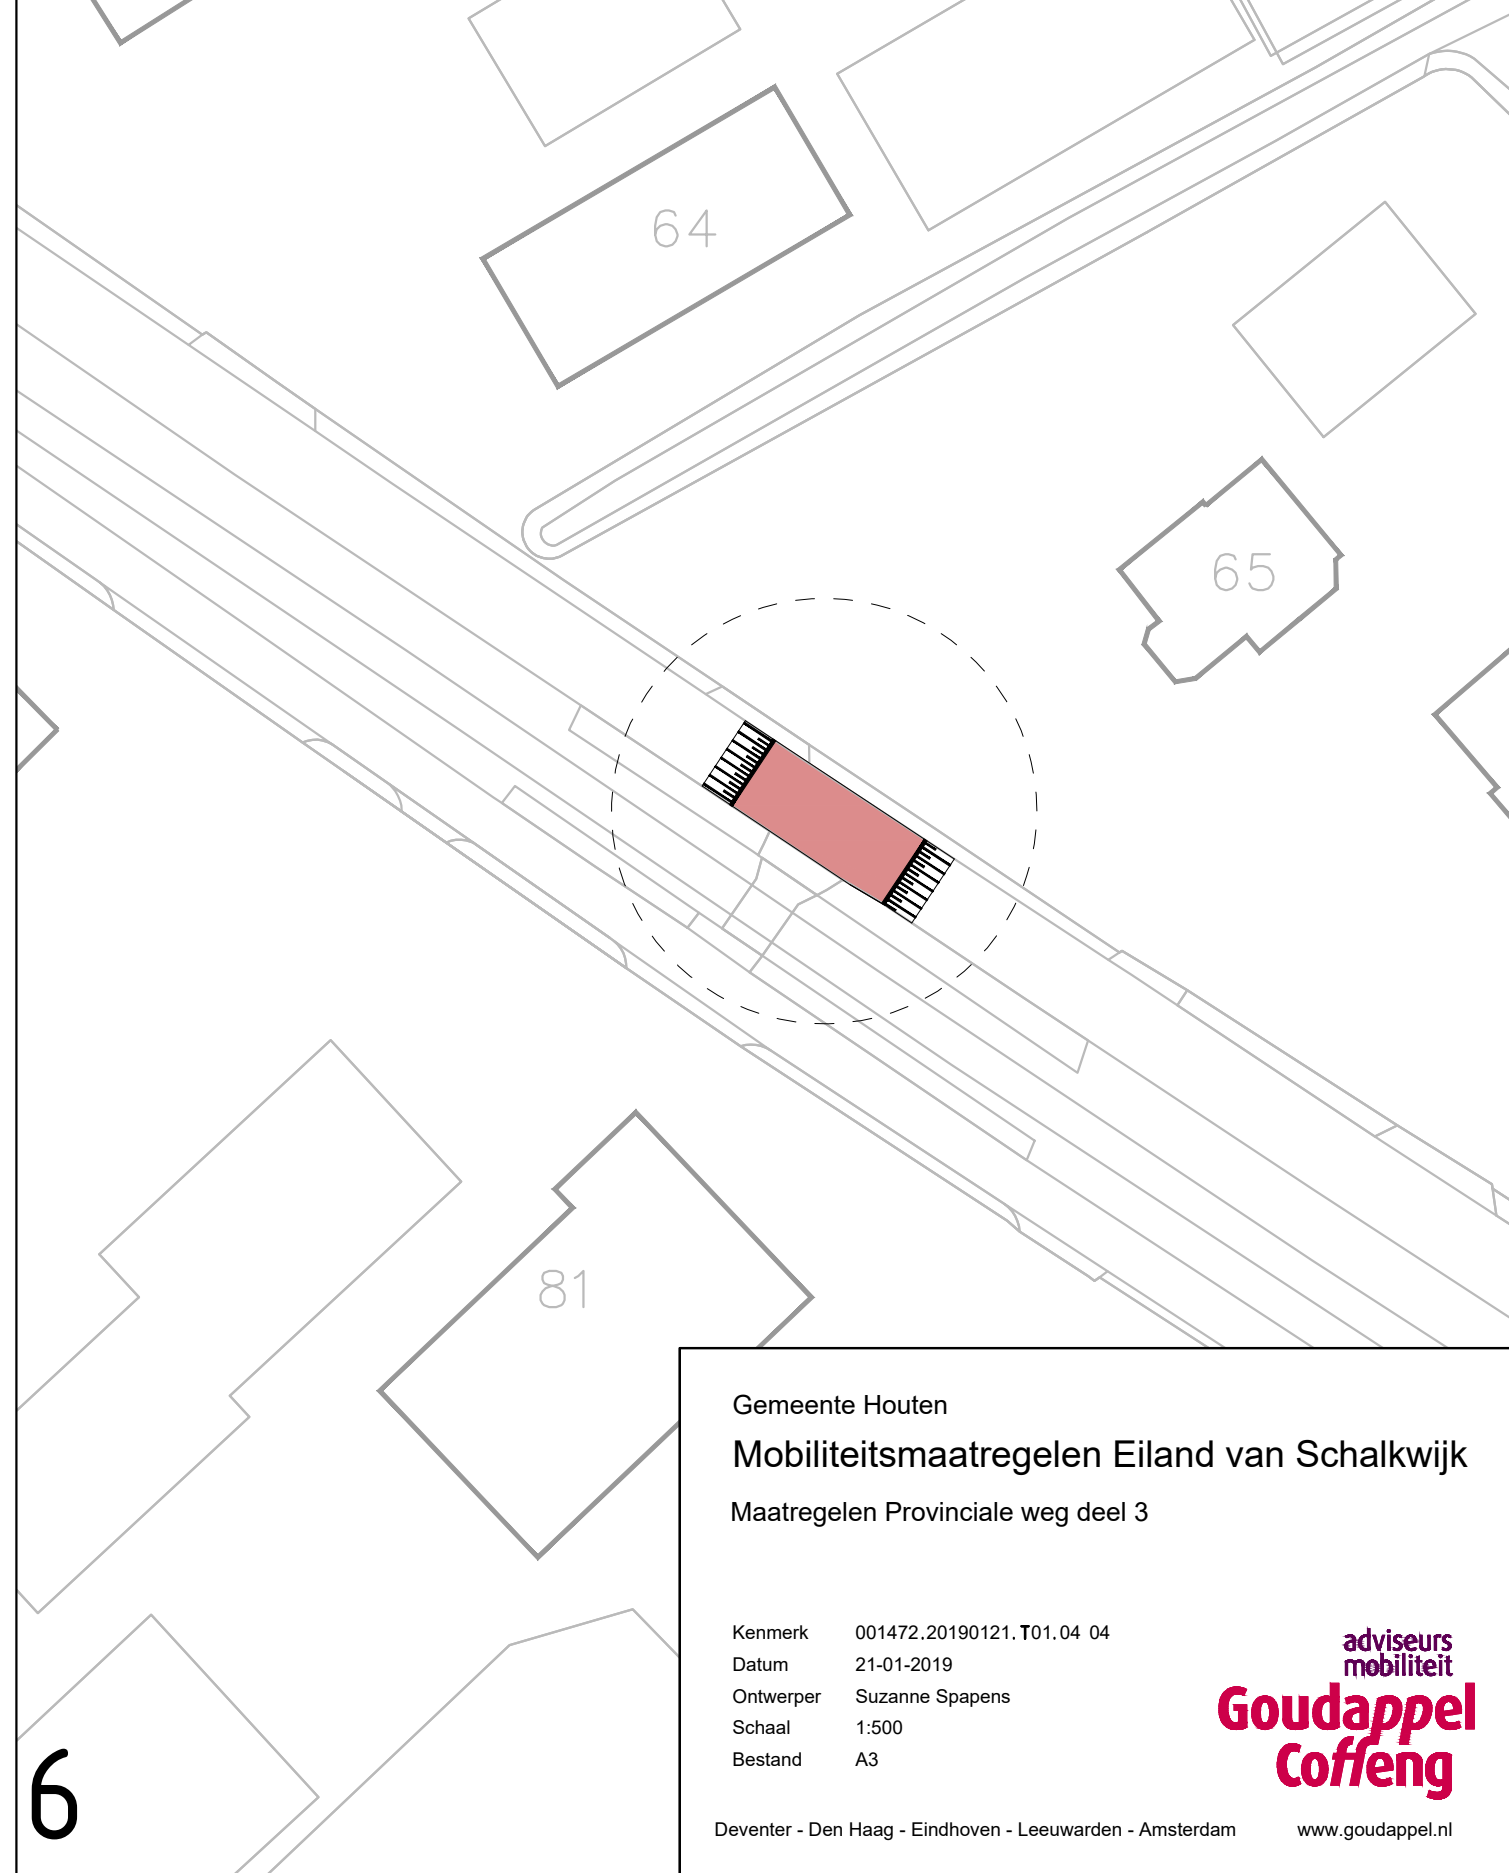 64
65
81
6
Gemeente Houten
Mobiliteitsmaatregelen Eiland van Schalkwijk
Maatregelen Provinciale weg deel 3
Kenmerk 001472.20190121.T01.04 04
Datum 21-01-2019
Ontwerper Suzanne Spapens
Schaal 1:500
Bestand A3
adviseurs
mobiliteit
Goudappel
Coffeng
Deventer - Den Haag - Eindhoven - Leeuwarden - Amsterdam www.goudappel.nl